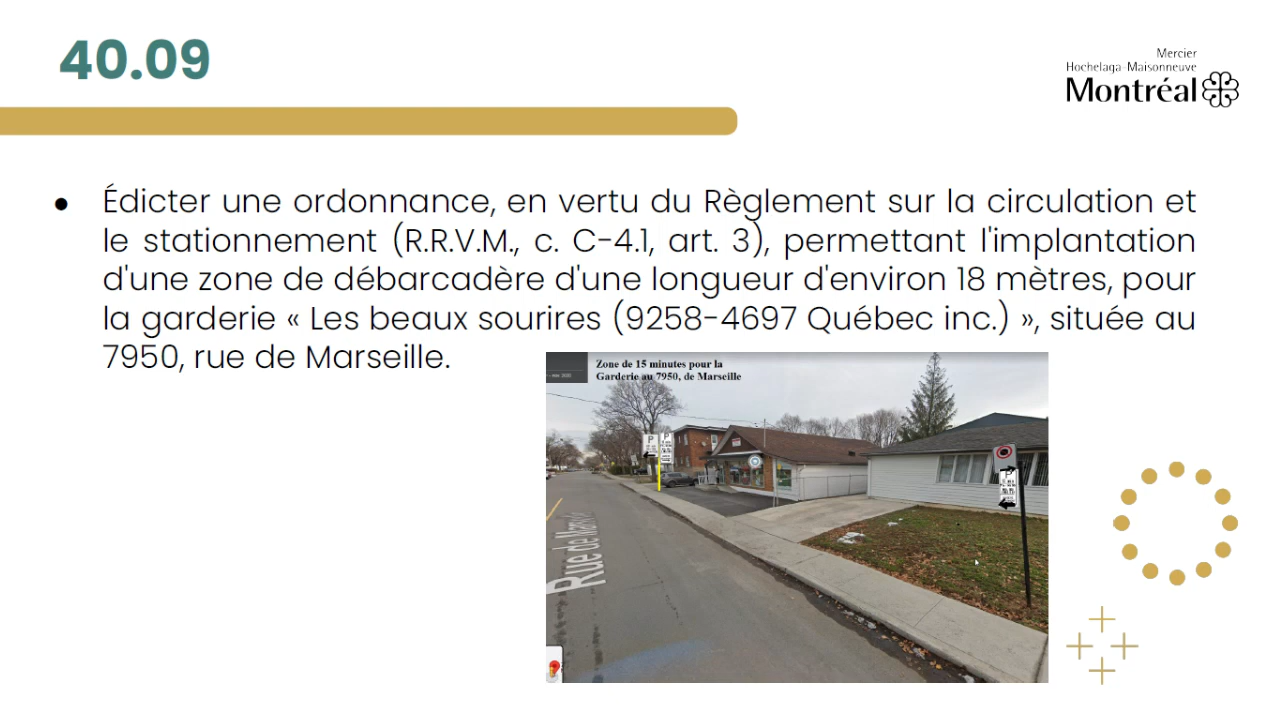 40.09
Mercier
Hochelaga-Maisonneuve
Montréal
● Édicter une ordonnance, en vertu du Règlement sur la circulation et
le stationnement (R.R.V.M., c. C-4.1, art. 3), permettant l'implantation
d'une zone de débarcadère d'une longueur d'environ 18 mètres, pour
la garderie « Les beaux sourires (9258-4697 Québec inc.) », située au
7950, rue de Marseille.
Zone de 15 minutes pour la
Garderie au 7950, de Marseille
P
P
P
Rue de Marseille